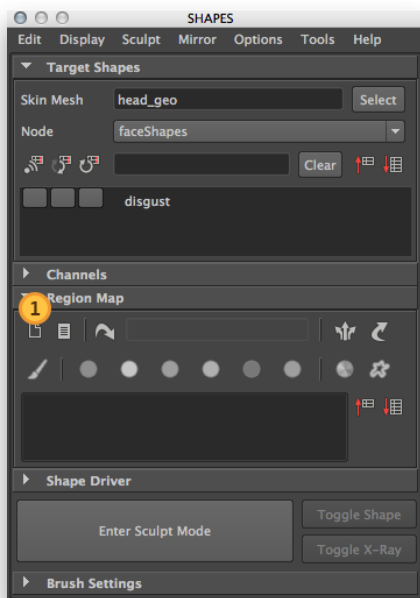 SHAPES
Edit Display Sculpt Mirror Options Tools Help
Target Shapes
Skin Mesh head_geo Select
Node faceShapes
Clear
disgust
Channels
1
Region Map
Shape Driver
Enter Sculpt Mode
Toggle Shape
Toggle X-Ray
Brush Settings